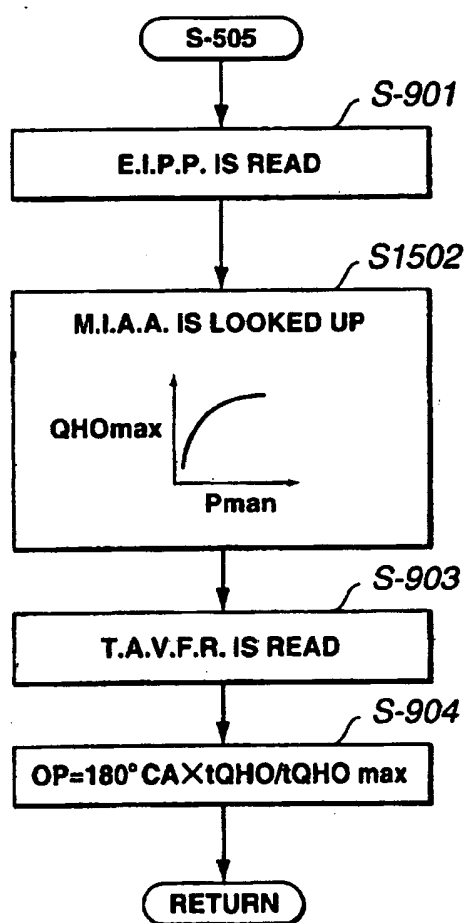 S-505
S-901
E.I.P.P. IS READ
S1502
M.I.A.A. IS LOOKED UP
QHOmax
Pman
S-903
T.A.V.F.R. IS READ
S-904
OP=180° CA×tQHO/tQHO max
RETURN